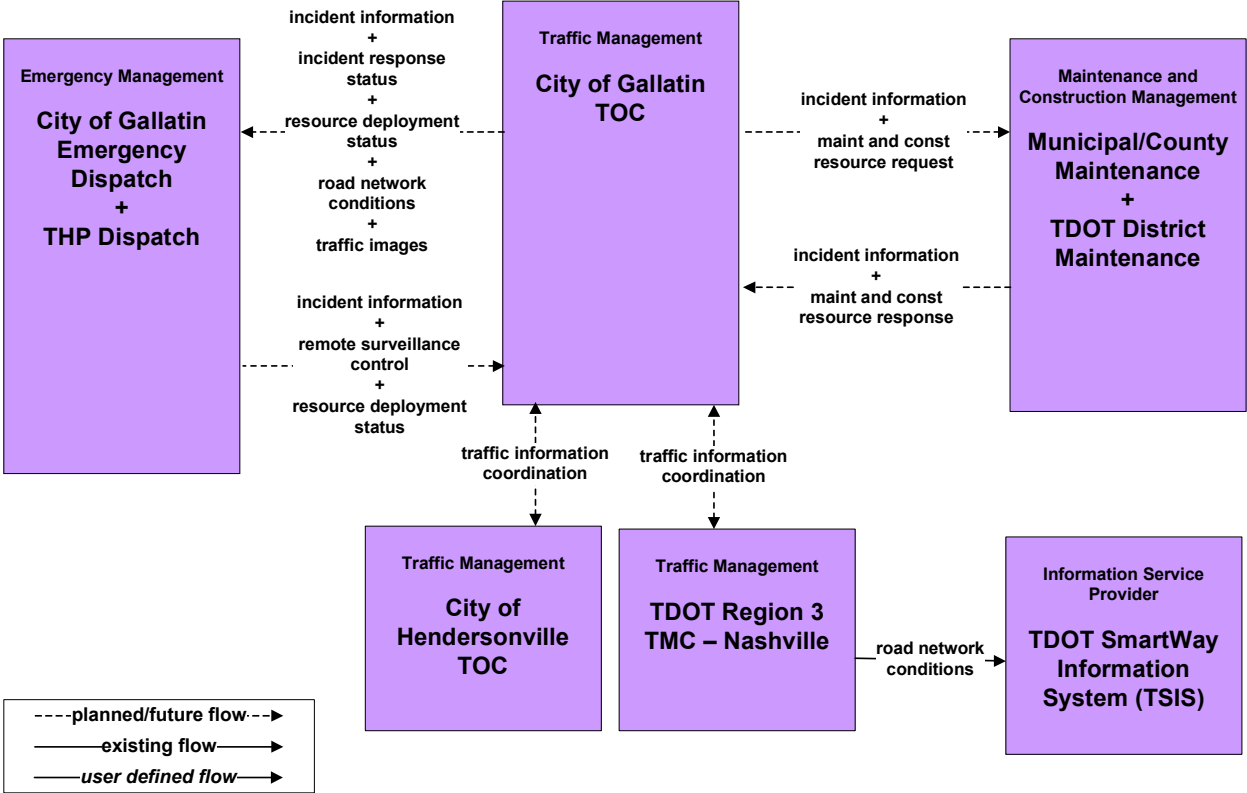 Emergency Management
City of Gallatin
Emergency
Dispatch
+
THP Dispatch
incident information
+
incident response
status
+
resource deployment
status
+
road network
conditions
+
traffic images
incident information
+
remote surveillance
control
+
resource deployment
status
Traffic Management
City of Gallatin
TOC
incident information
+
maint and const
resource request
incident information
+
maint and const
resource response
Maintenance and
Construction Management
Municipal/County
Maintenance
+
TDOT District
Maintenance
traffic information
coordination
traffic information
coordination
Traffic Management
City of
Hendersonville
TOC
Traffic Management
TDOT Region 3
TMC – Nashville
road network
conditions
Information Service
Provider
TDOT SmartWay
Information
System (TSIS)
planned/future flow
existing flow
user defined flow